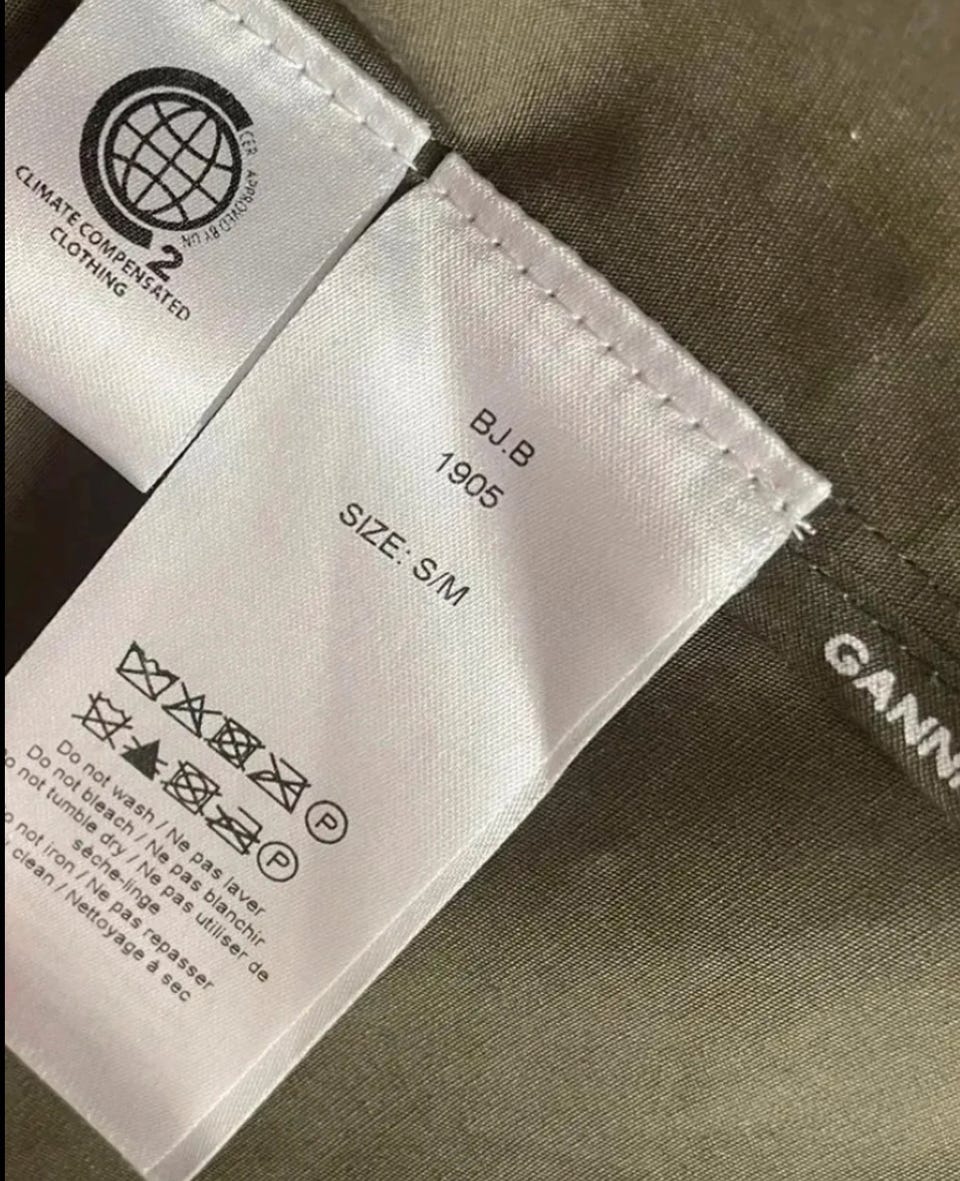 CER APPROVED BY UN
2
CLIMATE COMPENSATED
CLOTHING
BJ.B
1905
SIZE: S/M
P
P
Do not wash / Ne pas laver
Do not bleach / Ne pas blanchir
not tumble dry / Ne pas utiliser de
sèche-linge
not iron / Ne pas repasser
clean / Nettoyage à sec
GANN